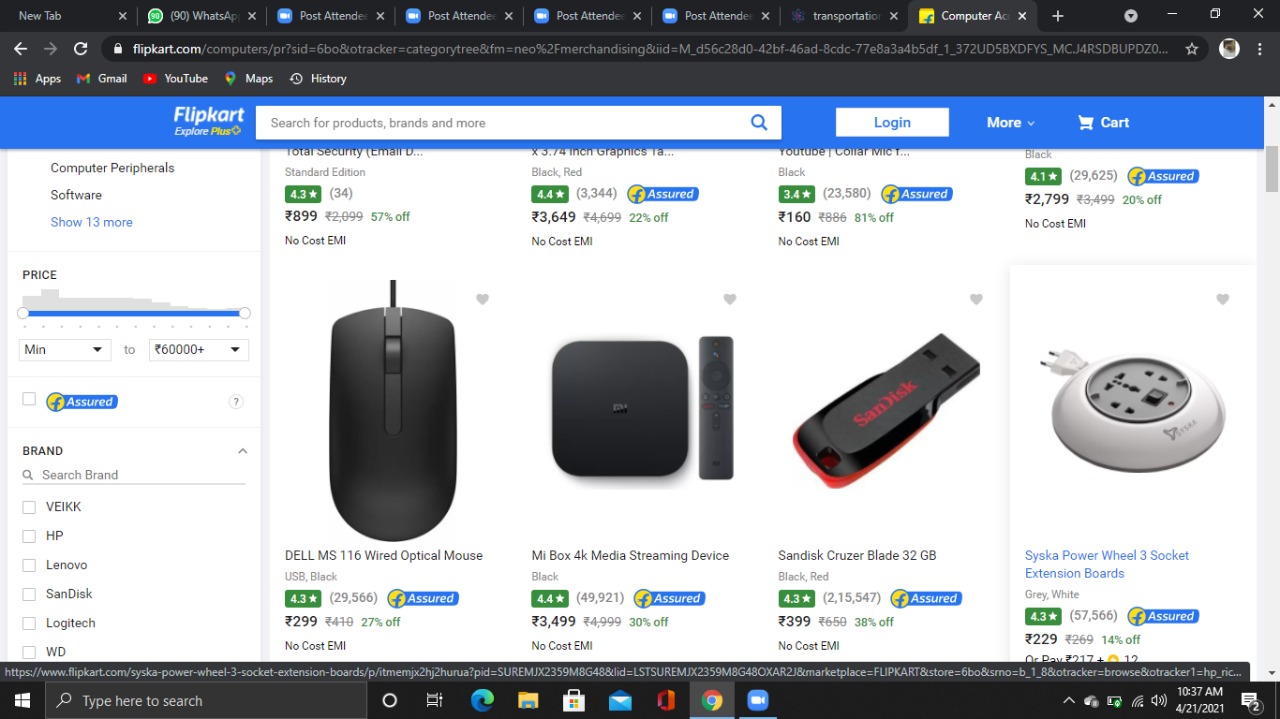 New Tab
(90) WhatsAp
Post Attende
Post Attende
Post Attende
Post Attende
transportation
Computer Acc
flipkart.com/computers/pr?sid=6bo&otracker=categorytree&fm=neo%2Fmerchandising&iid=M_d56c28d0-42bf-46ad-8cdc-77e8a3a4b5df_1_372UD5BXDFYS_MC.J4RSDBUPDZ0...
Apps
Gmail
YouTube
Maps
History
Flipkart
Explore Plus
Search for products, brands and more
Login
More
Cart
Computer Peripherals
Software
Show 13 more
PRICE
Min
to
₹60000+
Assured
?
BRAND
Search Brand
VEIKK
HP
Lenovo
SanDisk
Logitech
WD
Total Security (Email D...
Standard Edition
4.3 ★ (34)
₹899 ₹2,099 57% off
No Cost EMI
x 3.74 inch Graphics Ta...
Black, Red
4.4 ★ (3,344) Assured
₹3,649 ₹4,699 22% off
No Cost EMI
Youtube | Collar Mic f...
Black
3.4 ★ (23,580) Assured
₹160 ₹886 81% off
No Cost EMI
Black
4.1 ★ (29,625) Assured
₹2,799 ₹3,499 20% off
No Cost EMI
mi
SanDisk
SYSKA
DELL MS 116 Wired Optical Mouse
USB, Black
4.3 ★ (29,566) Assured
₹299 ₹410 27% off
No Cost EMI
Mi Box 4k Media Streaming Device
Black
4.4 ★ (49,921) Assured
₹3,499 ₹4,999 30% off
No Cost EMI
Sandisk Cruzer Blade 32 GB
Black, Red
4.3 ★ (2,15,547) Assured
₹399 ₹650 38% off
No Cost EMI
Syska Power Wheel 3 Socket
Extension Boards
Grey, White
4.3 ★ (57,566) Assured
₹229 ₹269 14% off
Or Pay ₹217 + 12
https://www.flipkart.com/syska-power-wheel-3-socket-extension-boards/p/itmemjx2hj2hurua?pid=SUREMJX2359M8G48&lid=LSTSUREMJX2359M8G48OXAR2J&marketplace=FLIPKART&store=6bo&srno=b_1_8&otracker=browse&otracker1=hp_ric...
Type here to search
10:37 AM
4/21/2021
2